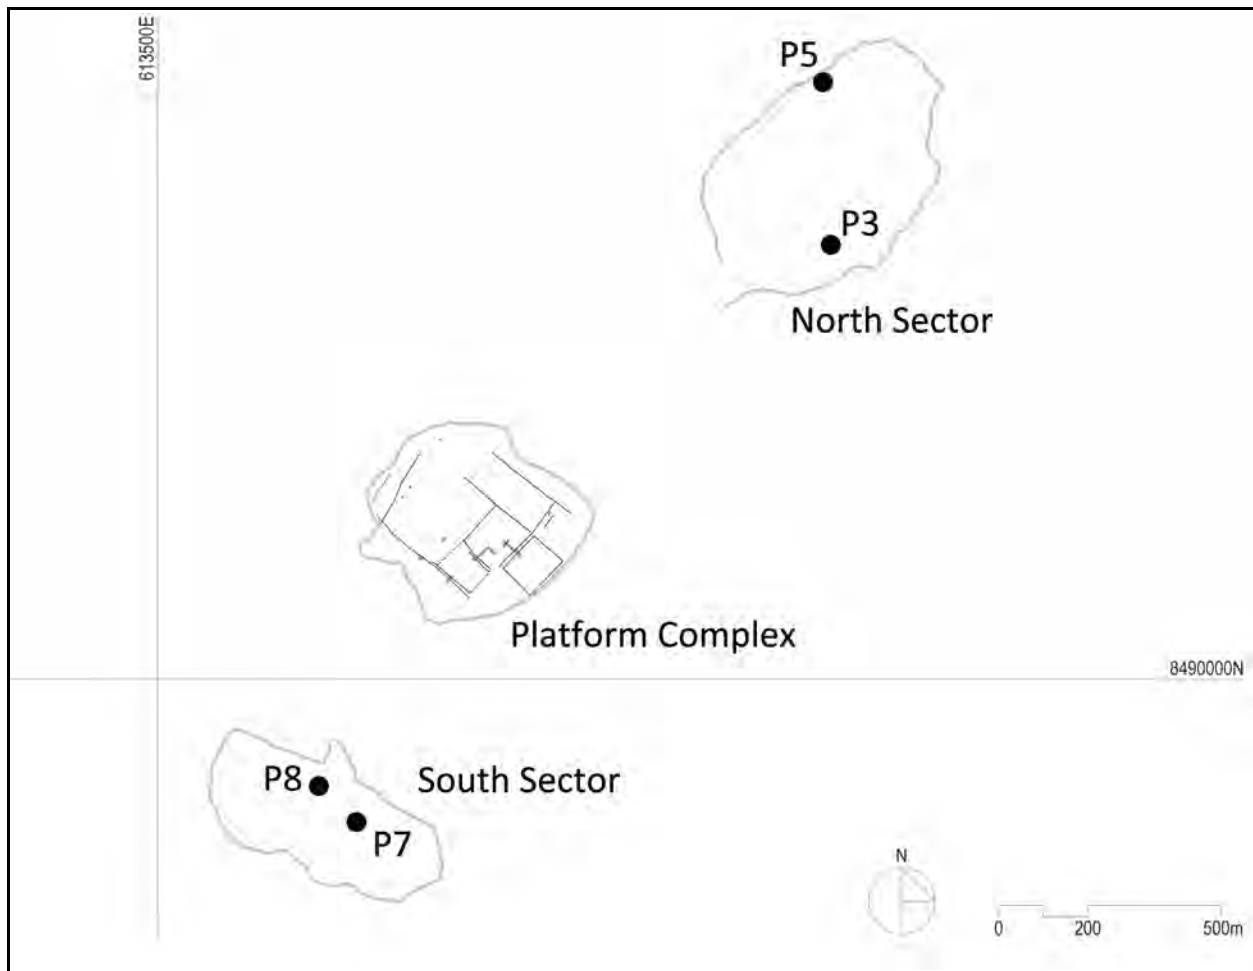 613500E
P5
P3
North Sector
Platform Complex
8490000N
P8
South Sector
P7
N
0 200 500m